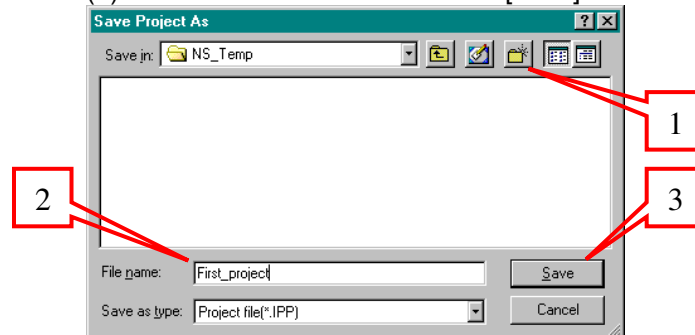 Save Project As
Save in: NS_Temp
1
2
3
File name: First_project
Save
Save as type: Project file(*.IPP)
Cancel